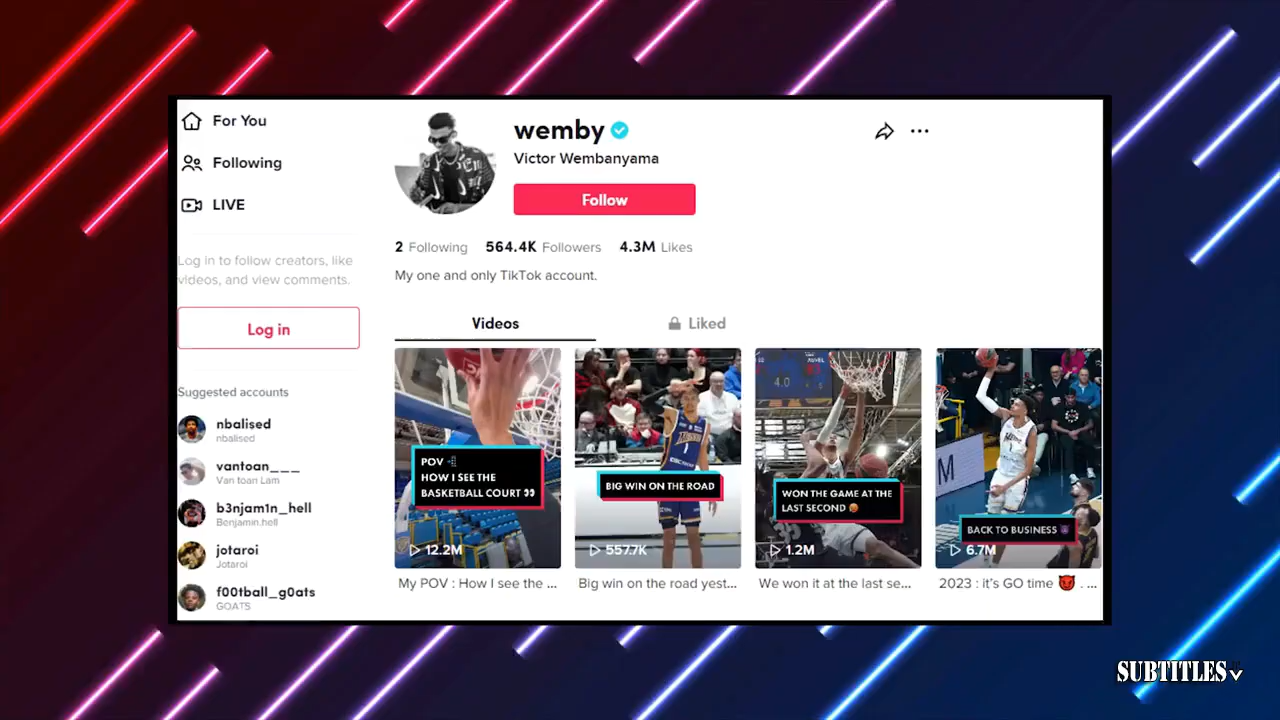 For You
Following
LIVE
Log in to follow creators, like
videos, and view comments.
Log in
Suggested accounts
nbalised
nbalised
vantoan___
Van toan Lam
b3njam1n_hell
Benjamin.hell
jotaroi
Jotaroi
f00tball_g0ats
GOATS
wemby
Victor Wembanyama
Follow
2 Following 564.4K Followers 4.3M Likes
My one and only TikTok account.
Videos
Liked
POV
HOW I SEE THE
BASKETBALL COURT 👀
12.2M
My POV : How I see the ...
BIG WIN ON THE ROAD
557.7K
Big win on the road yest...
4.0
WON THE GAME AT THE
LAST SECOND 🥵
1.2M
We won it at the last se...
BACK TO BUSINESS 😈
6.7M
2023 : it's GO time 😈 . ...
SUBTITLES